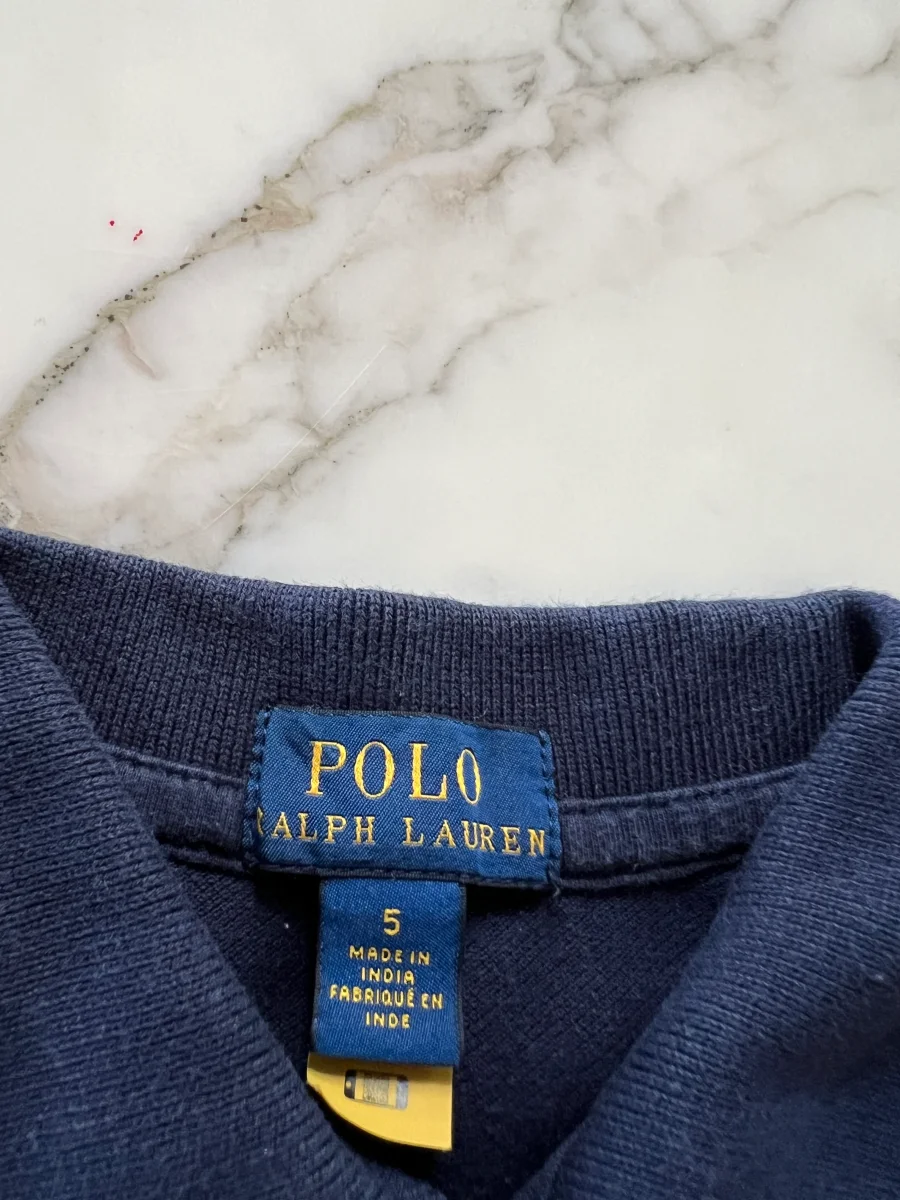 POLO
RALPH LAUREN
5
MADE IN
INDIA
FABRIQUÉ EN
INDE